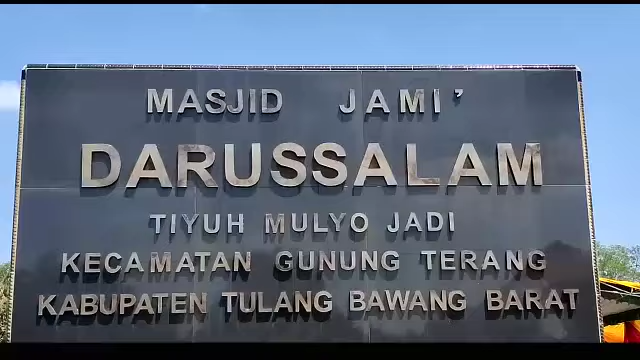 MASJID JAMI'
DARUSSALAM
TIYUH MULYO JADI
KECAMATAN GUNUNG TERANG
KABUPATEN TULANG BAWANG BARAT